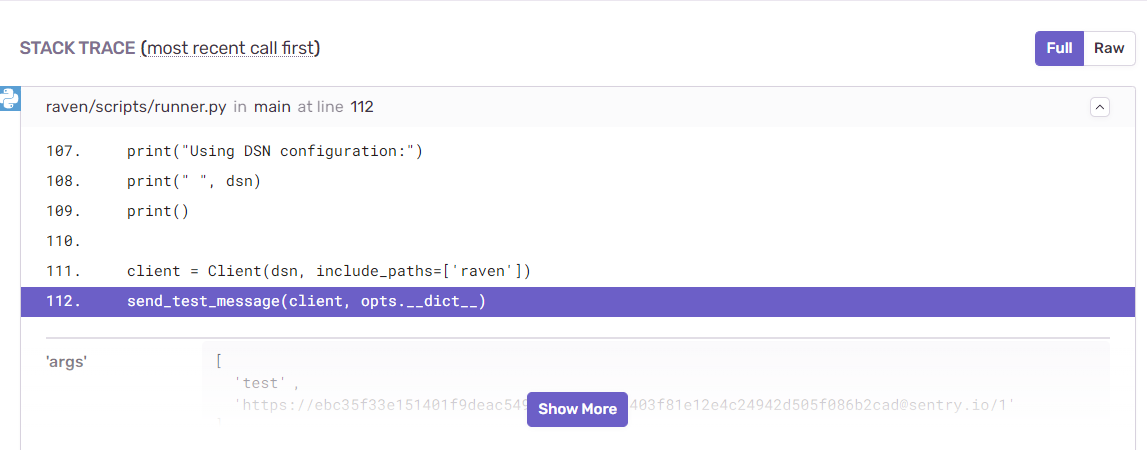 STACK TRACE (most recent call first)
Full Raw
raven/scripts/runner.py in main at line 112
107. print("Using DSN configuration:")
108. print(" ", dsn)
109. print()
110.
111. client = Client(dsn, include_paths=['raven'])
112. send_test_message(client, opts.__dict__)
'args' [
'test' ,
'https://ebc35f33e151401f9deac549 403f81e12e4c24942d505f086b2cad@sentry.io/1'
Show More